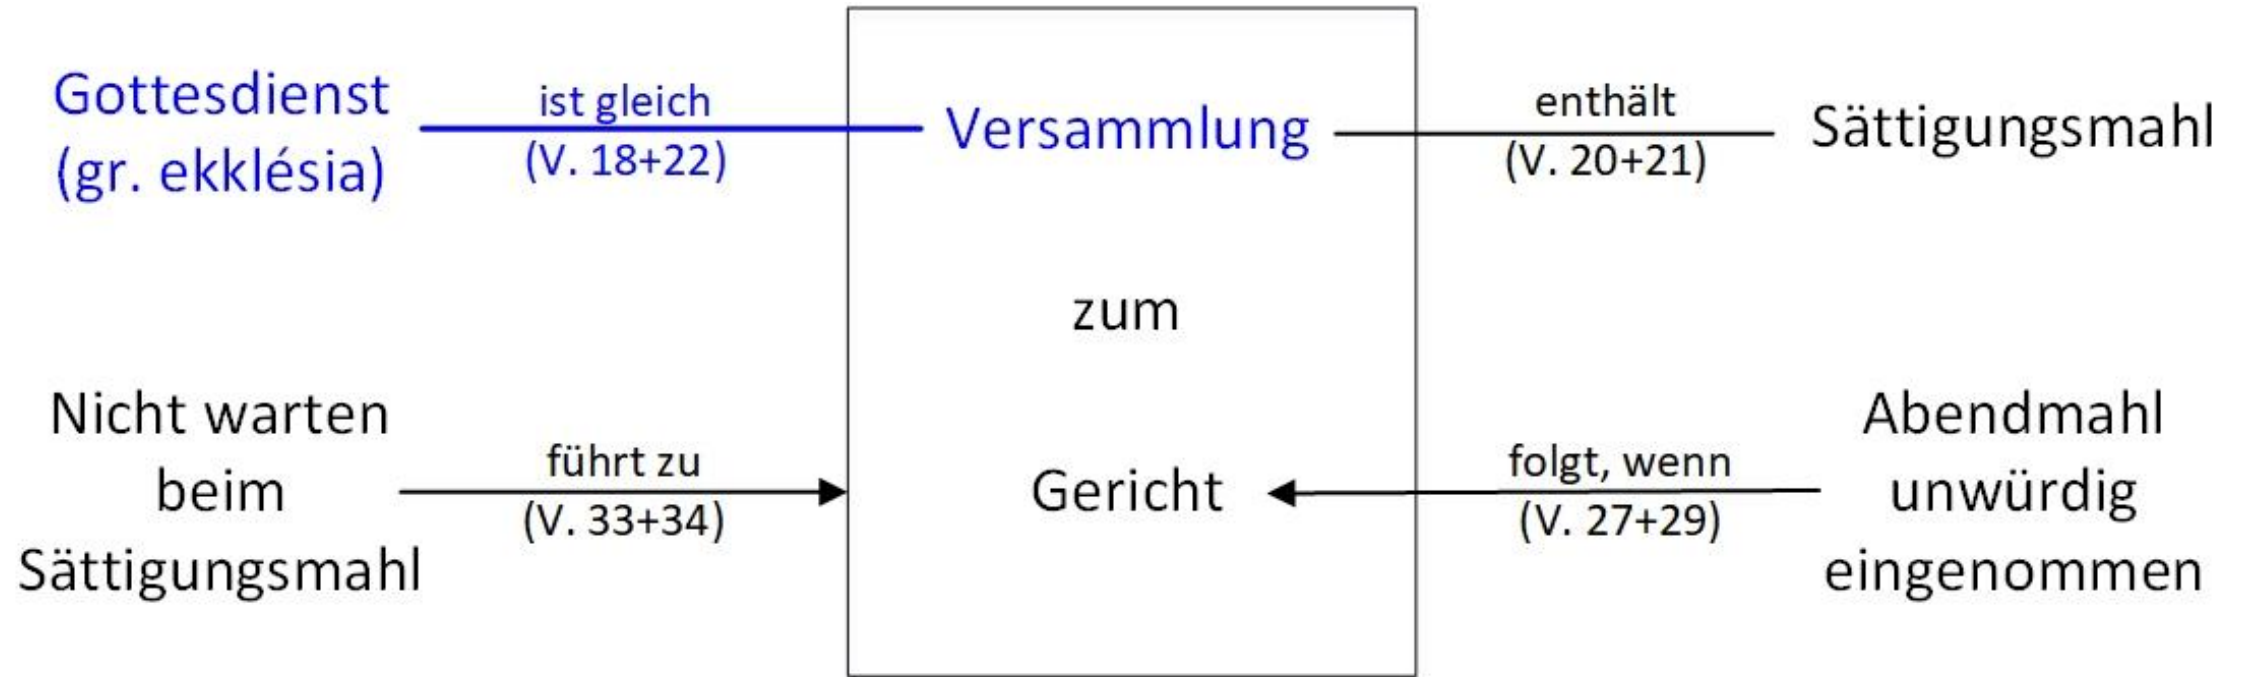 Gottesdienst
(gr. ekklésia)
ist gleich
(V. 18+22)
Versammlung
enthält
(V. 20+21)
Sättigungsmahl
zum
Nicht warten
beim
Sättigungsmahl
führt zu
(V. 33+34)
Gericht
folgt, wenn
(V. 27+29)
Abendmahl
unwürdig
eingenommen